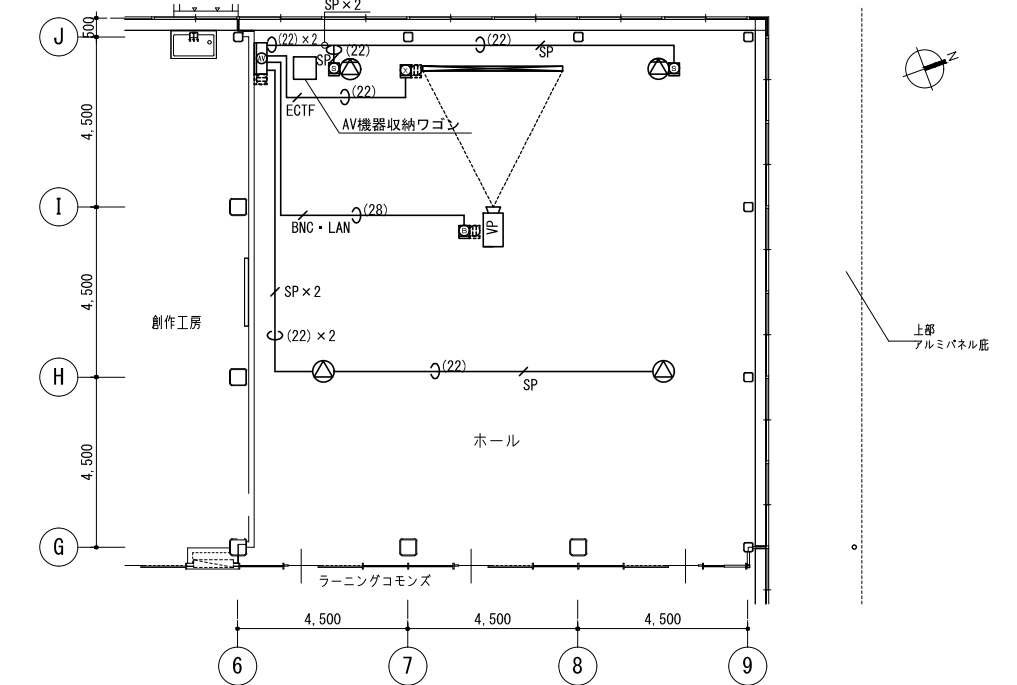 SP×2
500
J
(22)×2
(22)
(22)
SP
SP
S
S
W
X
N
(22)
ECTF
AV機器収納ワゴン
4,500
I
(28)
BNC・LAN
B
VP
4,500
SP×2
創作工房
(22)×2
上部
アルミパネル庇
H
(22)
SP
ホール
4,500
G
ラーニングコモンズ
4,500
4,500
4,500
6
7
8
9